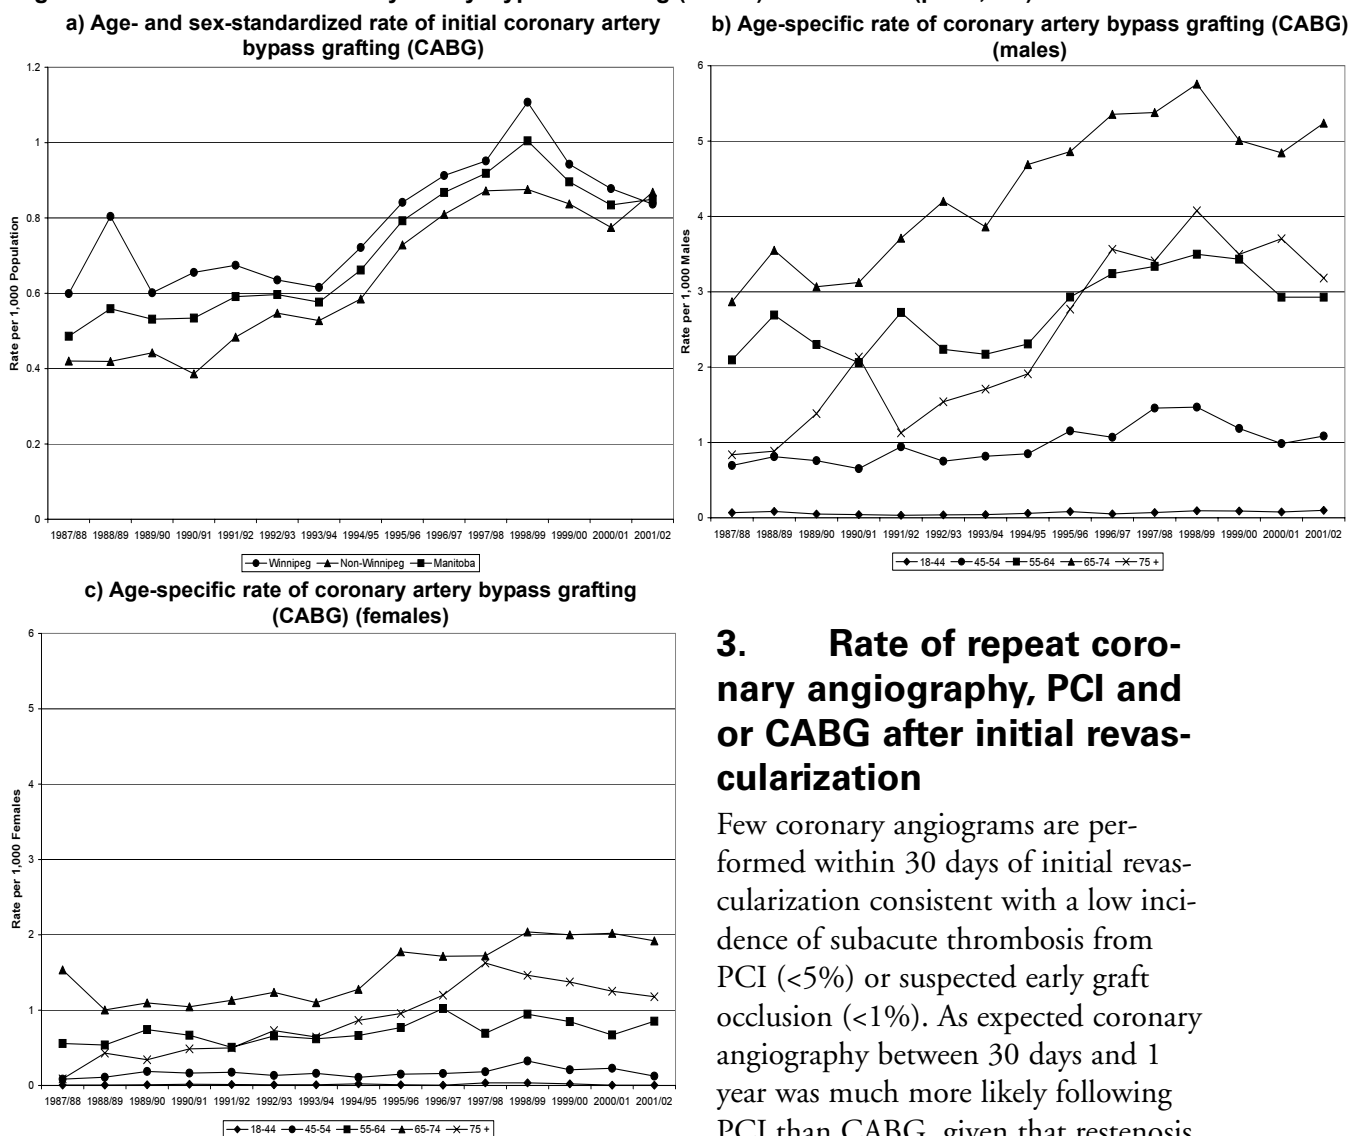 a) Age- and sex-standardized rate of initial coronary artery
bypass grafting (CABG)
Rate per 1,000 Population
1.2
1
0.8
0.6
0.4
0.2
0
1987/88 1988/89 1989/90 1990/91 1991/92 1992/93 1993/94 1994/95 1995/96 1996/97 1997/98 1998/99 1999/00 2000/01 2001/02
Winnipeg Non-Winnipeg Manitoba
b) Age-specific rate of coronary artery bypass grafting (CABG)
(males)
Rate per 1,000 Males
6
5
4
3
2
1
0
1987/88 1988/89 1989/90 1990/91 1991/92 1992/93 1993/94 1994/95 1995/96 1996/97 1997/98 1998/99 1999/00 2000/01 2001/02
18-44 45-54 55-64 65-74 75 +
c) Age-specific rate of coronary artery bypass grafting
(CABG) (females)
Rate per 1,000 Females
6
5
4
3
2
1
0
1987/88 1988/89 1989/90 1990/91 1991/92 1992/93 1993/94 1994/95 1995/96 1996/97 1997/98 1998/99 1999/00 2000/01 2001/02
18-44 45-54 55-64 65-74 75 +
3. Rate of repeat coro-
nary angiography, PCI and
or CABG after initial revas-
cularization
Few coronary angiograms are per-
formed within 30 days of initial revas-
cularization consistent with a low inci-
dence of subacute thrombosis from
PCI (<5%) or suspected early graft
occlusion (<1%). As expected coronary
angiography between 30 days and 1
year was much more likely following
PCI than CABG, given that restenosis